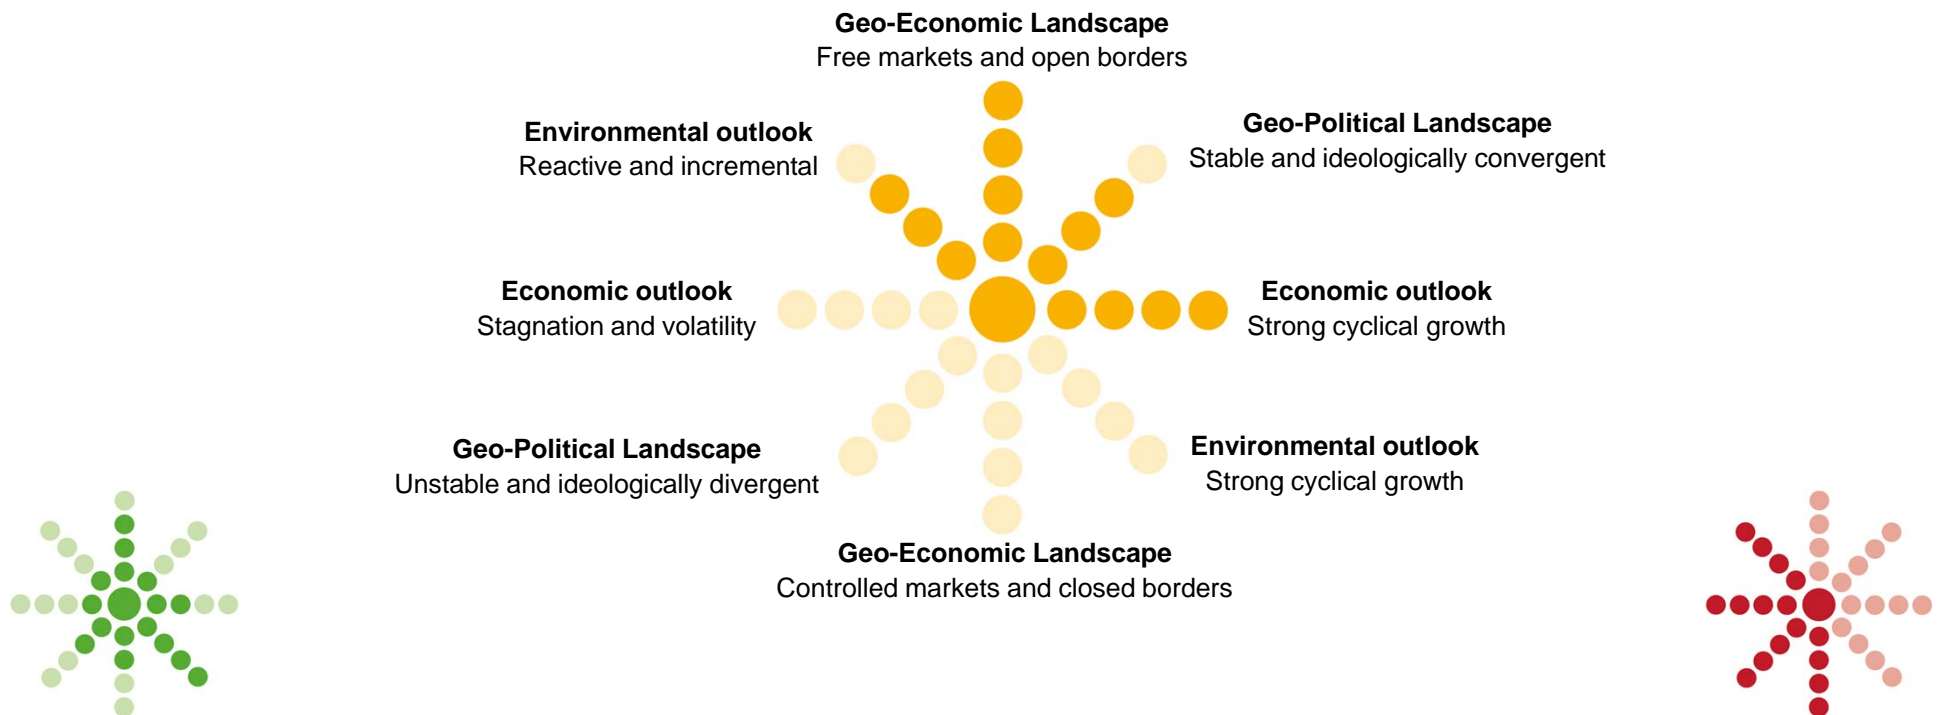 Geo-Economic Landscape
Free markets and open borders
Environmental outlook
Reactive and incremental
Geo-Political Landscape
Stable and ideologically convergent
Economic outlook
Stagnation and volatility
Economic outlook
Strong cyclical growth
Geo-Political Landscape
Unstable and ideologically divergent
Environmental outlook
Strong cyclical growth
Geo-Economic Landscape
Controlled markets and closed borders